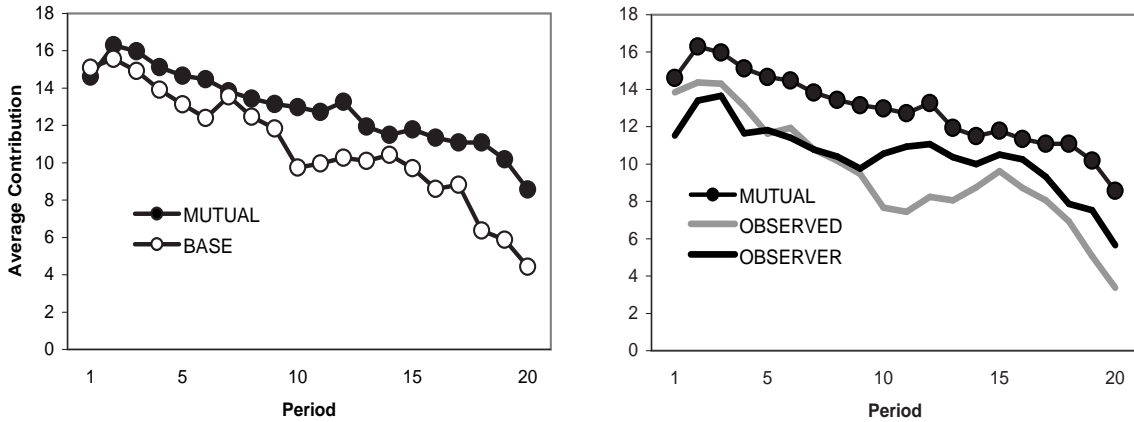 Average Contribution
18
16
14
12
10
8
6
4
2
0
MUTUAL
BASE
1 5 10 15 20
Period
18
16
14
12
10
8
6
4
2
0
MUTUAL
OBSERVED
OBSERVER
1 5 10 15 20
Period